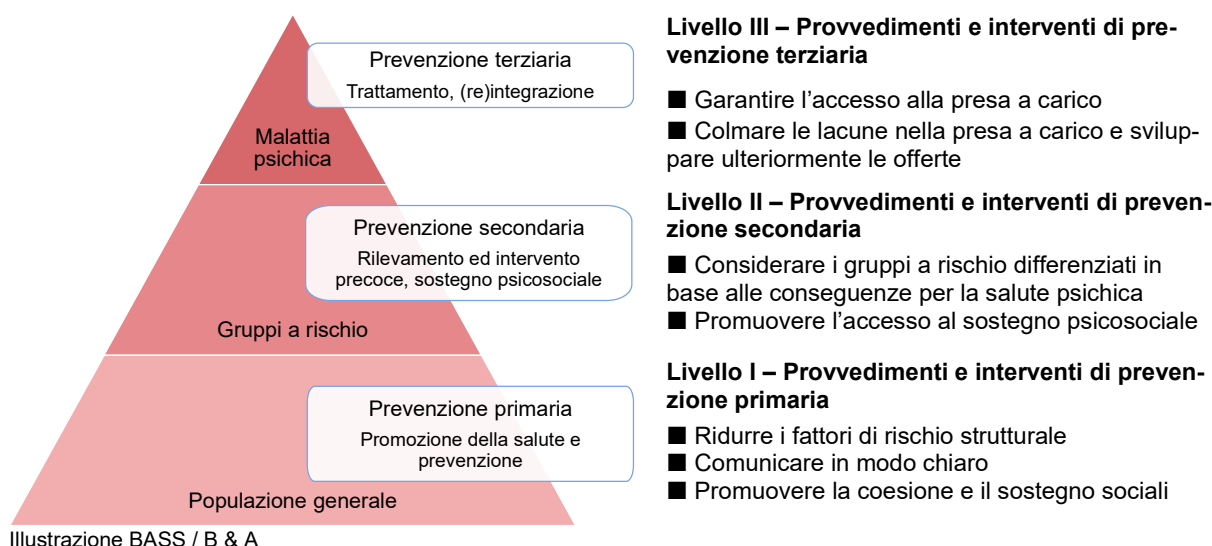 Prevenzione terziaria
Trattamento, (re)integrazione
Malattia
psichica
Prevenzione secondaria
Rilevamento ed intervento
precoce, sostegno psicosociale
Gruppi a rischio
Prevenzione primaria
Promozione della salute e
prevenzione
Populazione generale
Illustrazione BASS / B & A
Livello III – Provvedimenti e interventi di pre-
venzione terziaria
■ Garantire l’accesso alla presa a carico
■ Colmare le lacune nella presa a carico e svilup-
pare ulteriormente le offerte
Livello II – Provvedimenti e interventi di preven-
zione secondaria
■ Considerare i gruppi a rischio differenziati in
base alle conseguenze per la salute psichica
■ Promuovere l’accesso al sostegno psicosociale
Livello I – Provvedimenti e interventi di preven-
zione primaria
■ Ridurre i fattori di rischio strutturale
■ Comunicare in modo chiaro
■ Promuovere la coesione e il sostegno sociali